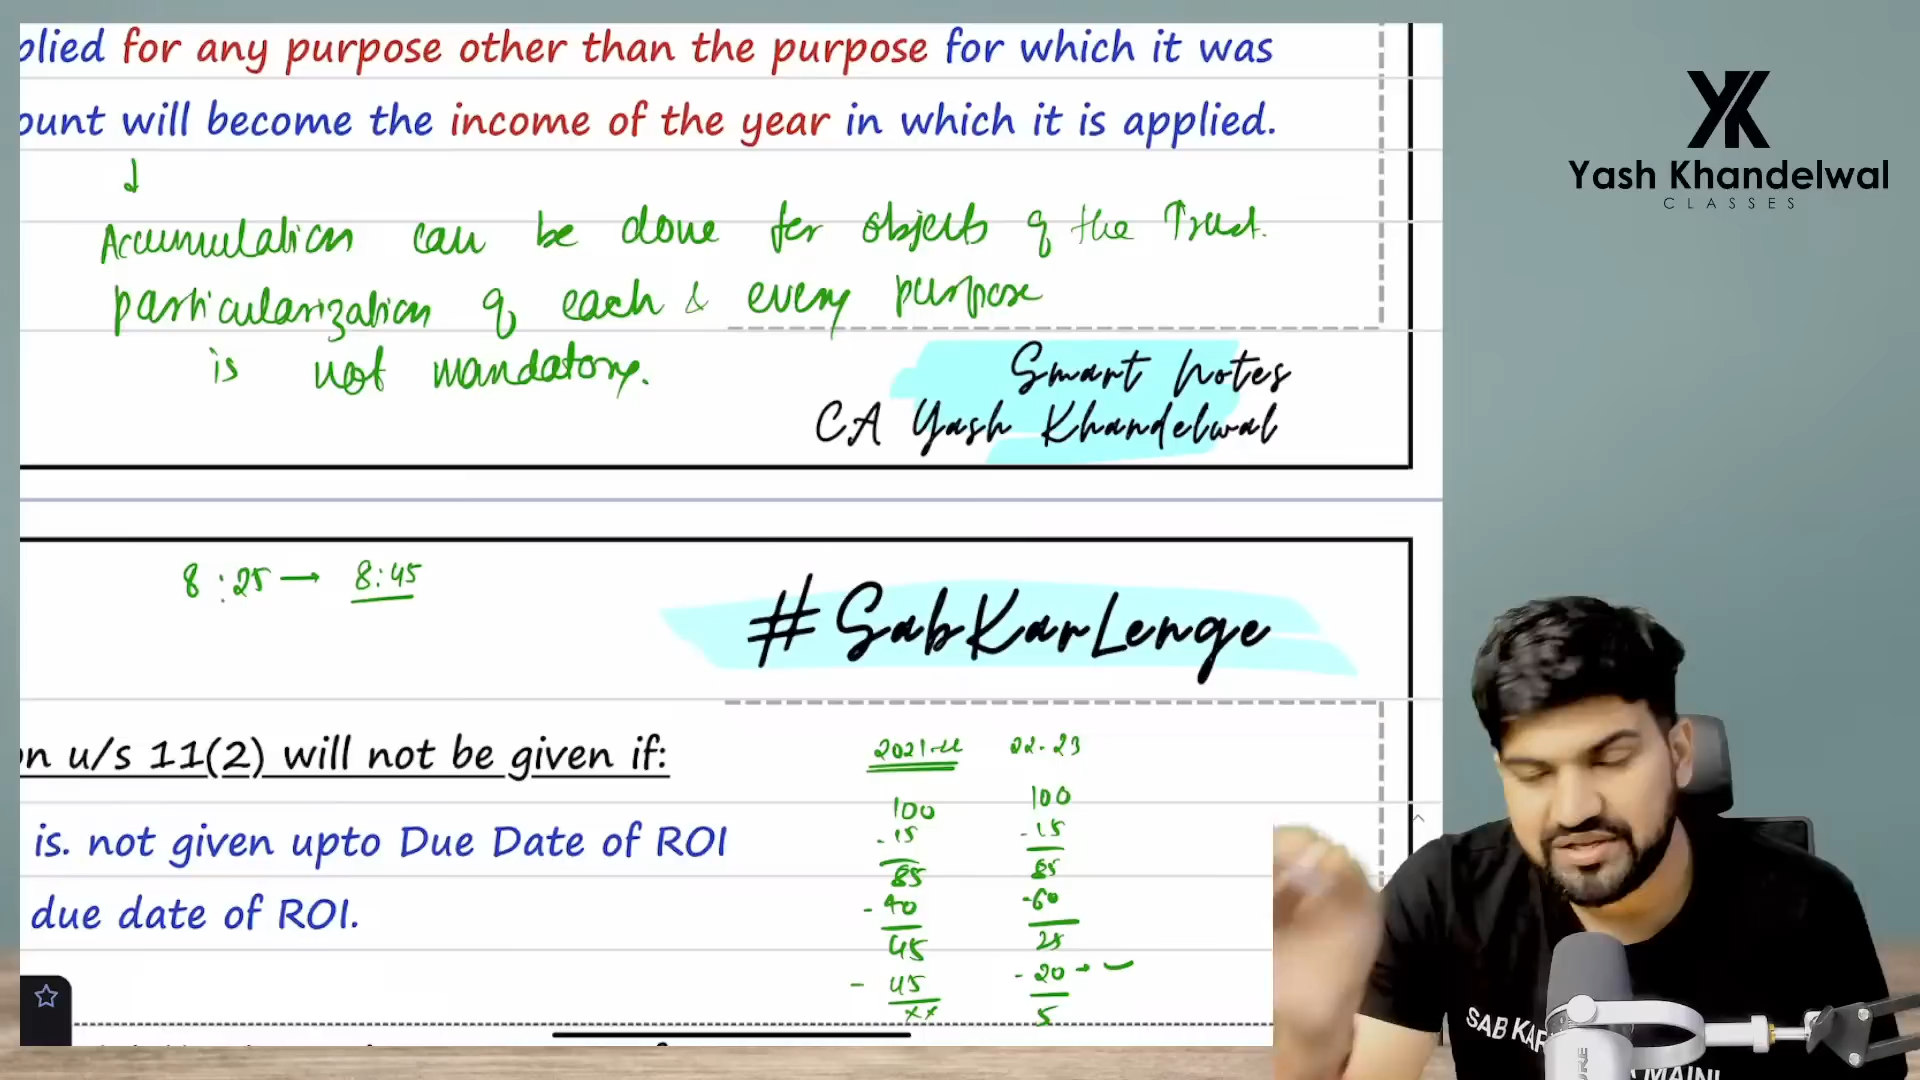 plied for any purpose other than the purpose for which it was
ount will become the income of the year in which it is applied.
Accumulation can be done for objects of the Trust.
particularization of each & every purpose
is not mandatory.
Smart Notes
CA Yash Khandelwal
8:25 → 8:45
#SabKarLenge
n u/s 11(2) will not be given if:
is. not given upto Due Date of ROI
due date of ROI.
2021-22 22-23
100 100
-15 -15
85 85
-40 -60
45 25
-45 -20
xx 5
YK
Yash Khandelwal
CLASSES
SAB KAR
MAINI